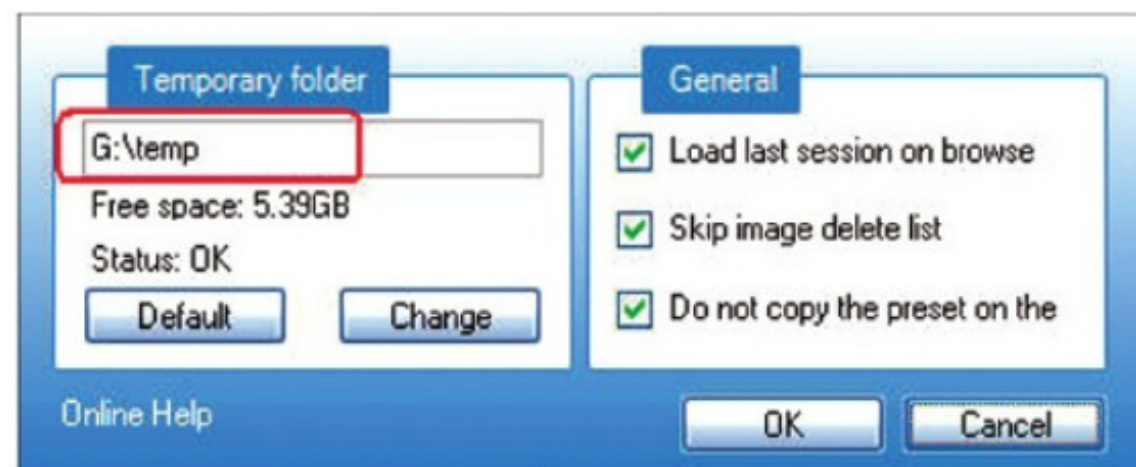 Temporary folder
G:\temp
Free space: 5.39GB
Status: OK
Default
Change
General
Load last session on browse
Skip image delete list
Do not copy the preset on the
Online Help
OK
Cancel